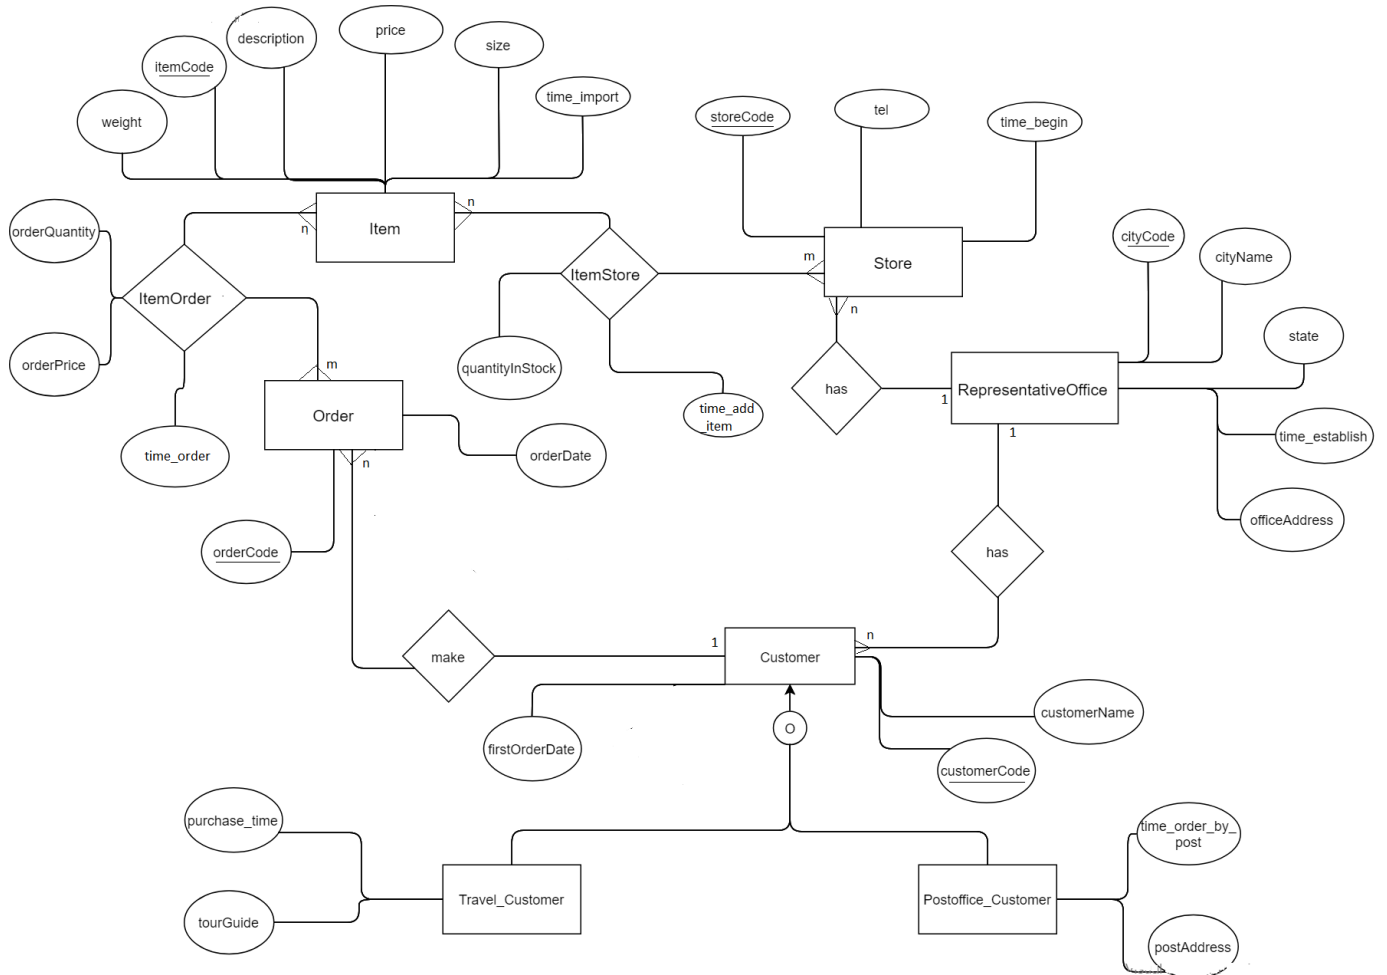 price
description
size
itemCode
time_import
weight
storeCode
tel
time_begin
n
n
Item
n
orderQuantity
cityCode
cityName
m
Store
ItemStore
ItemOrder
n
state
orderPrice
m
quantityInStock
has
1
RepresentativeOffice
time_add
_item
Order
1
time_establish
time_order
n
orderDate
officeAddress
orderCode
has
make
1
Customer
n
customerName
O
firstOrderDate
customerCode
purchase_time
time_order_by_
post
Travel_Customer
Postoffice_Customer
tourGuide
postAddress